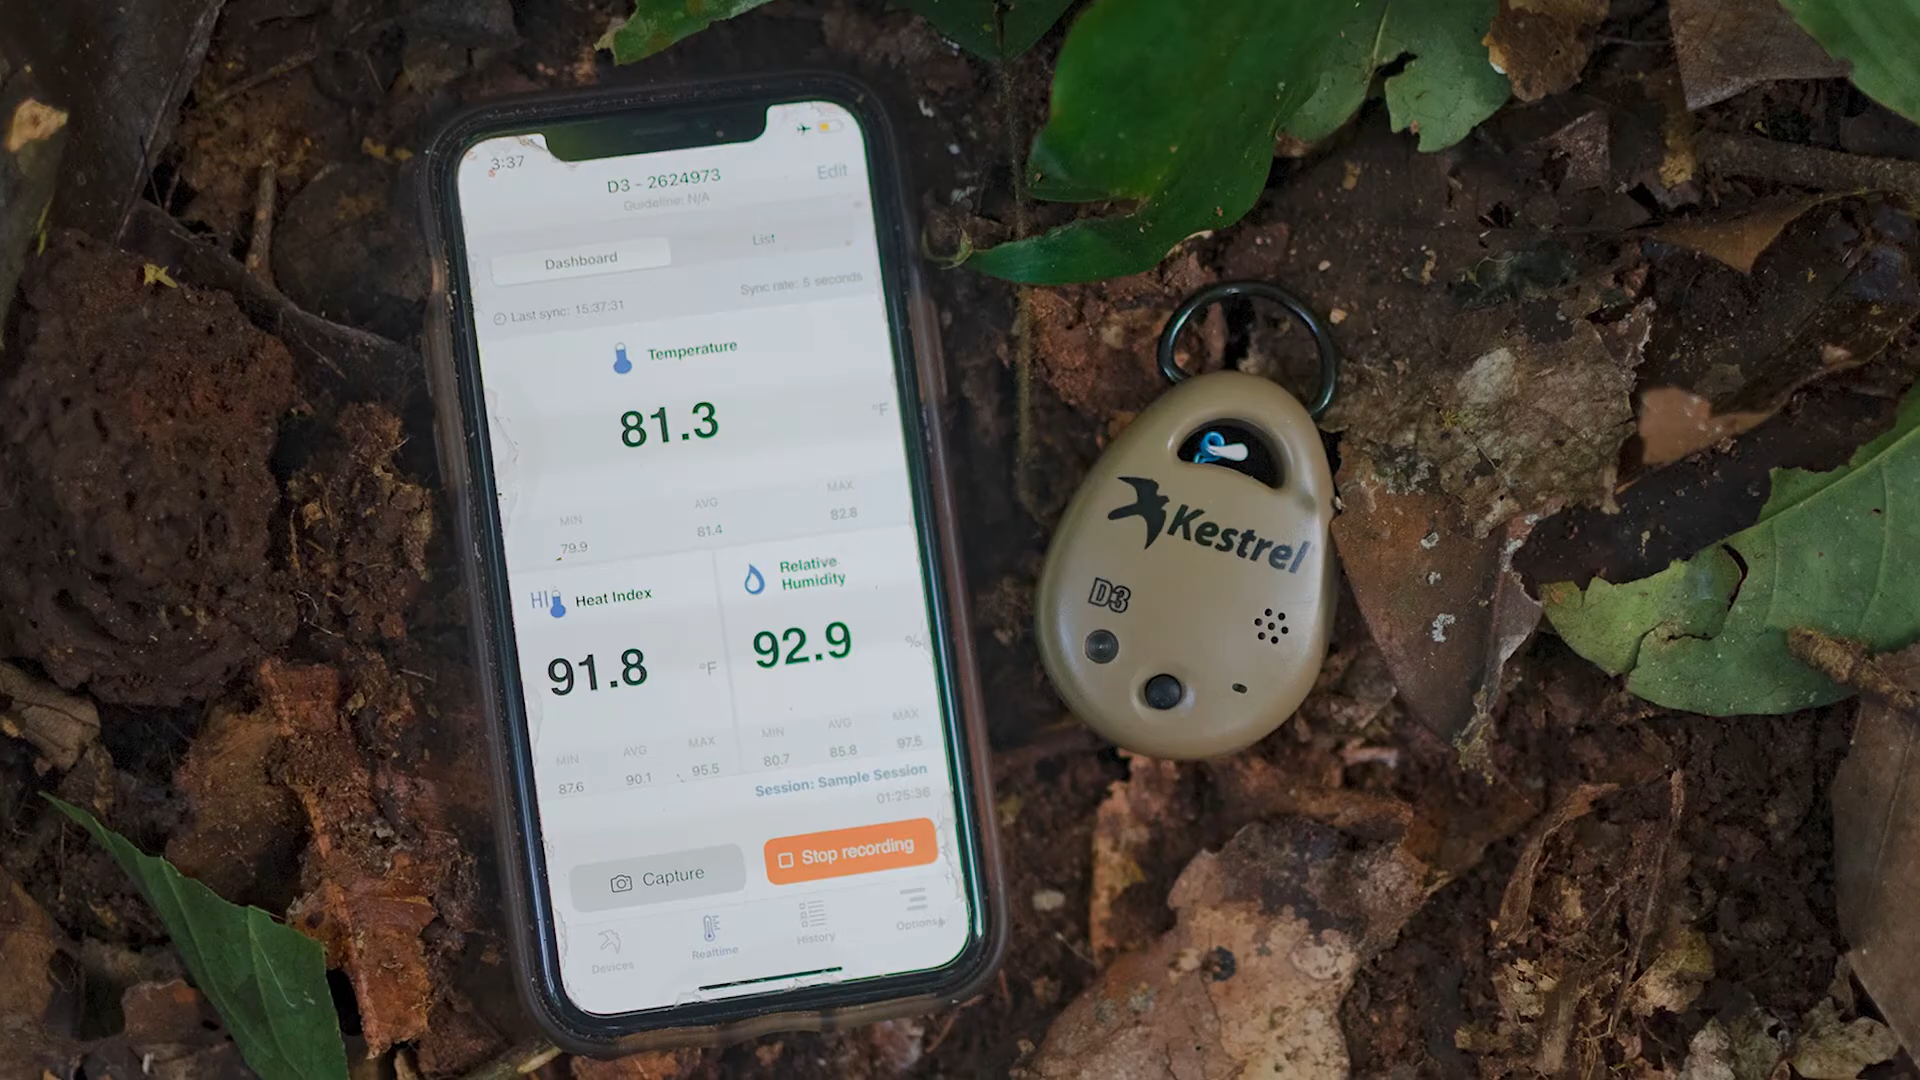 3:37
D3 - 2624973
Edit
Guideline: N/A
Dashboard
List
Last sync: 15:37:31
Sync rate: 5 seconds
Temperature
81.3
°F
MIN
AVG
MAX
79.9
81.4
82.8
HI
Heat Index
Relative
Humidity
91.8
°F
92.9
%
MIN
AVG
MAX
87.6
90.1
95.5
MIN
AVG
MAX
80.7
85.8
97.5
Session: Sample Session
01:25:36
Capture
Stop recording
Devices
Realtime
History
Options
Kestrel
D3